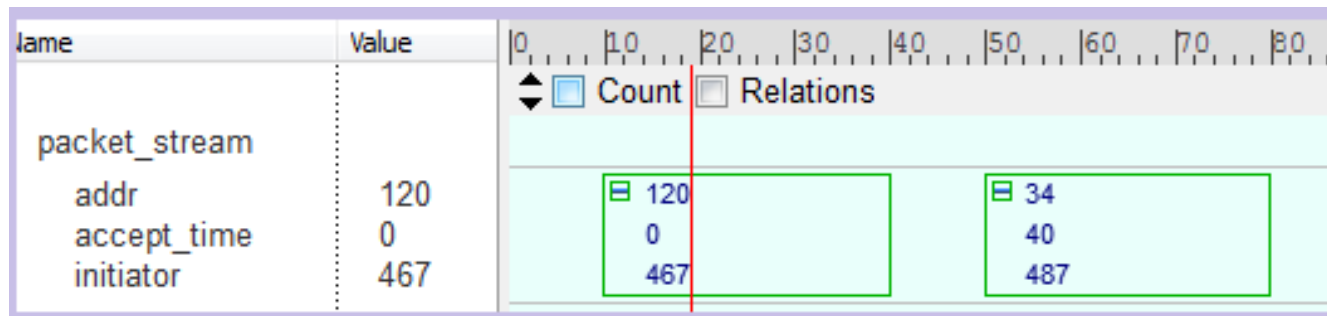 Name Value 0 10 20 30 40 50 60 70 80
Count Relations
packet_stream
addr 120 120 34
accept_time 0 0 40
initiator 467 467 487